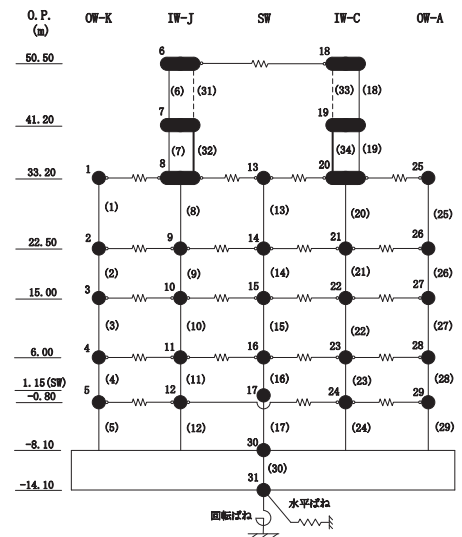 O.P. OW-K IW-J SW IW-C OW-A
(m)
50.50 6 18
(6) (31) (33) (18)
41.20 7 19
(7) (32) (34) (19)
33.20 1 8 13 20 25
(1) (8) (13) (20) (25)
22.50 2 9 14 21 26
(2) (9) (14) (21) (26)
15.00 3 10 15 22 27
(3) (10) (15) (22) (27)
6.00 4 11 16 23 28
1.15(SW) (4) (11) (16) (23) (28)
-0.80 5 12 17 24 29
(5) (12) (17) (24) (29)
-8.10 30
(30)
-14.10 31
回転ばね 水平ばね